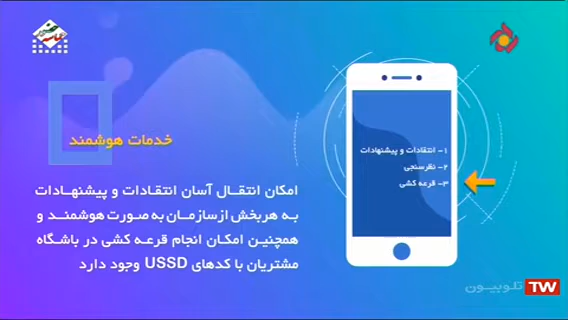 خدمات هوشمند
امکان انتقال آسان انتقادات و پیشنهادات
به هربخش ازسازمان به صورت هوشمند و
همچنین امکان انجام قرعه کشی در باشگاه
مشتریان با کدهای USSD وجود دارد
۱- انتقادات و پیشنهادات
۲- نظرسنجی
۳- قرعه کشی
تلوبیون TW